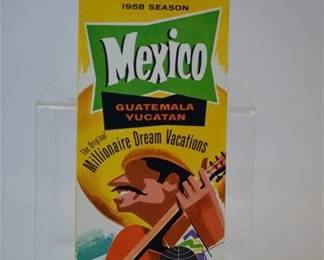 1958 SEASON
Mexico
GUATEMALA
YUCATAN
The Original
Millionaire Dream Vacations